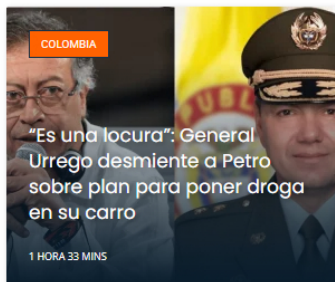 COLOMBIA
“Es una locura”: General
Urrego desmiente a Petro
sobre plan para poner droga
en su carro
1 HORA 33 MINS